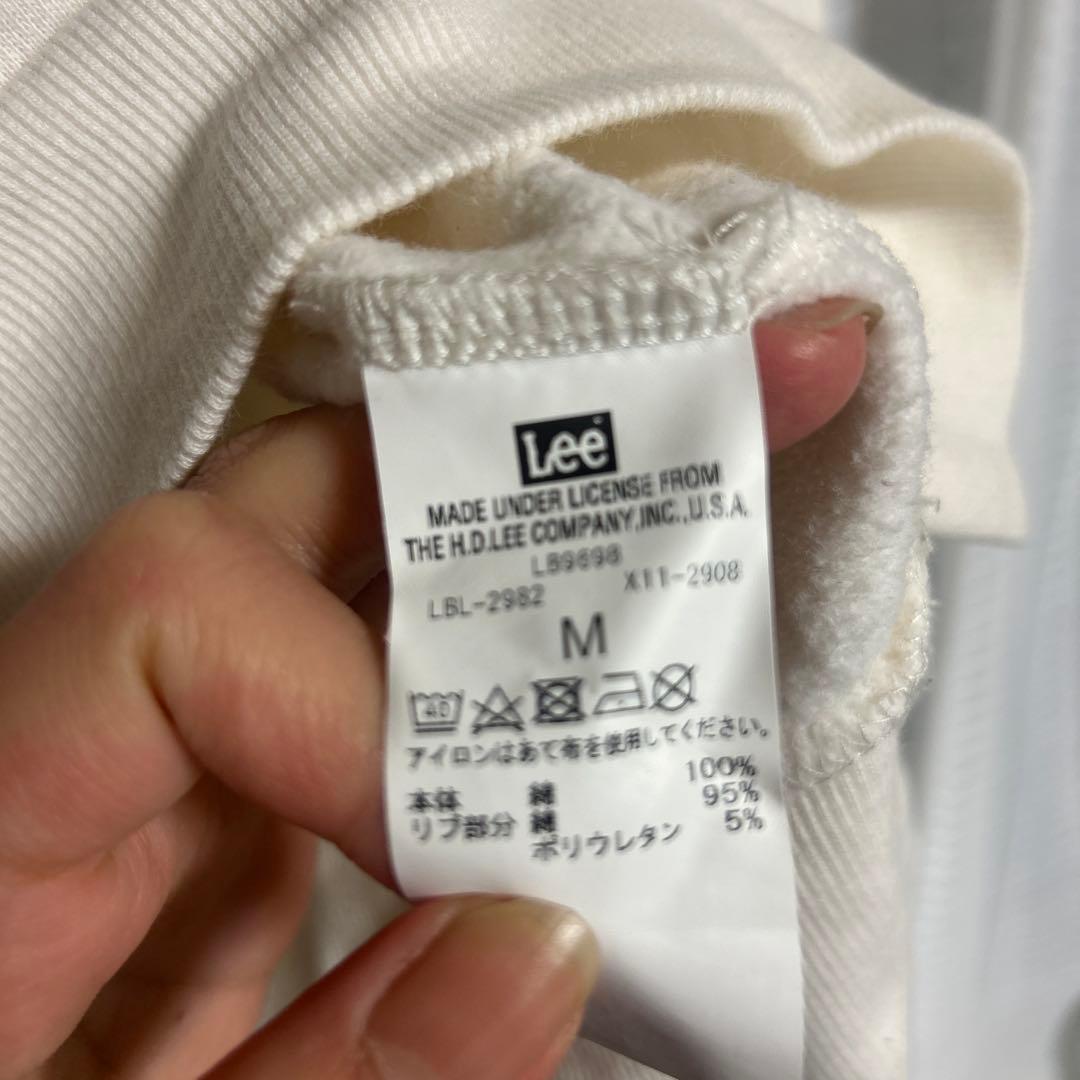 Lee
MADE UNDER LICENSE FROM
THE H.D.LEE COMPANY,INC.,U.S.A.
LB9698
LBL-2982 X11-2908
M
40
アイロンはあて布を使用してください。
本体 綿 100%
リブ部分 綿 95%
ポリウレタン 5%